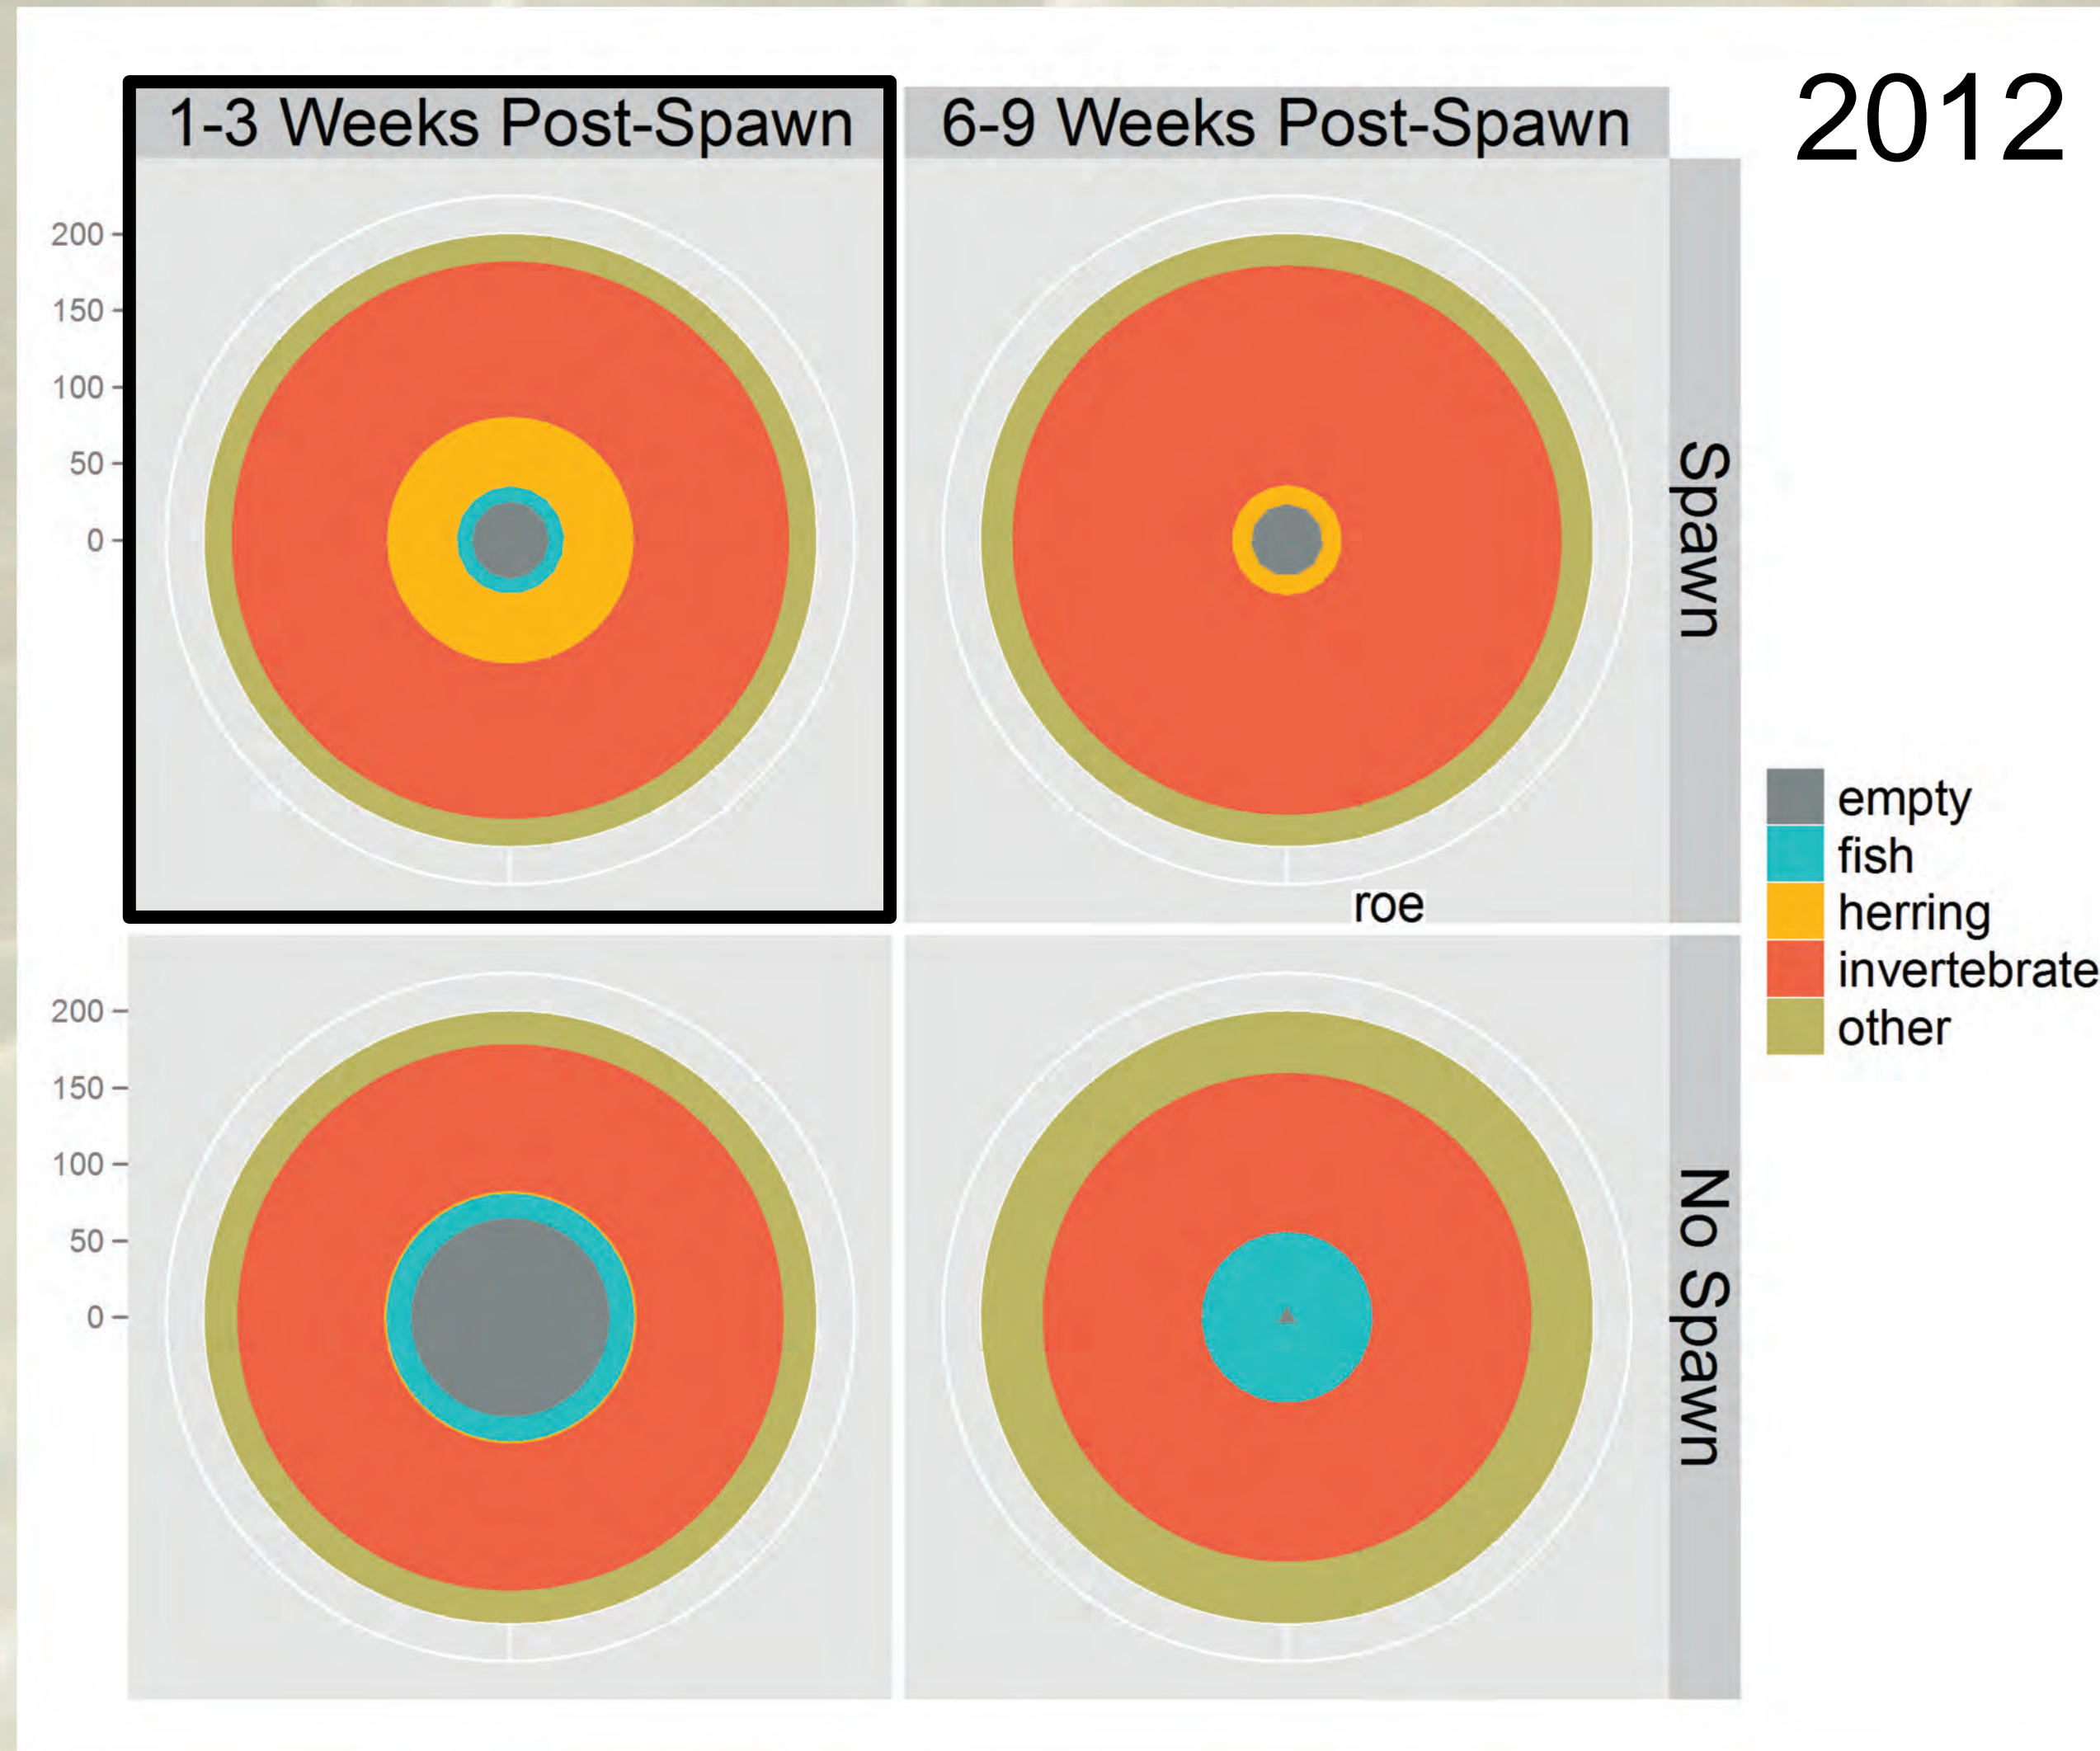 2012
1-3 Weeks Post-Spawn
6-9 Weeks Post-Spawn
200
150
100
50
0
Spawn
roe
200
150
100
50
0
No Spawn
empty
fish
herring
invertebrate
other